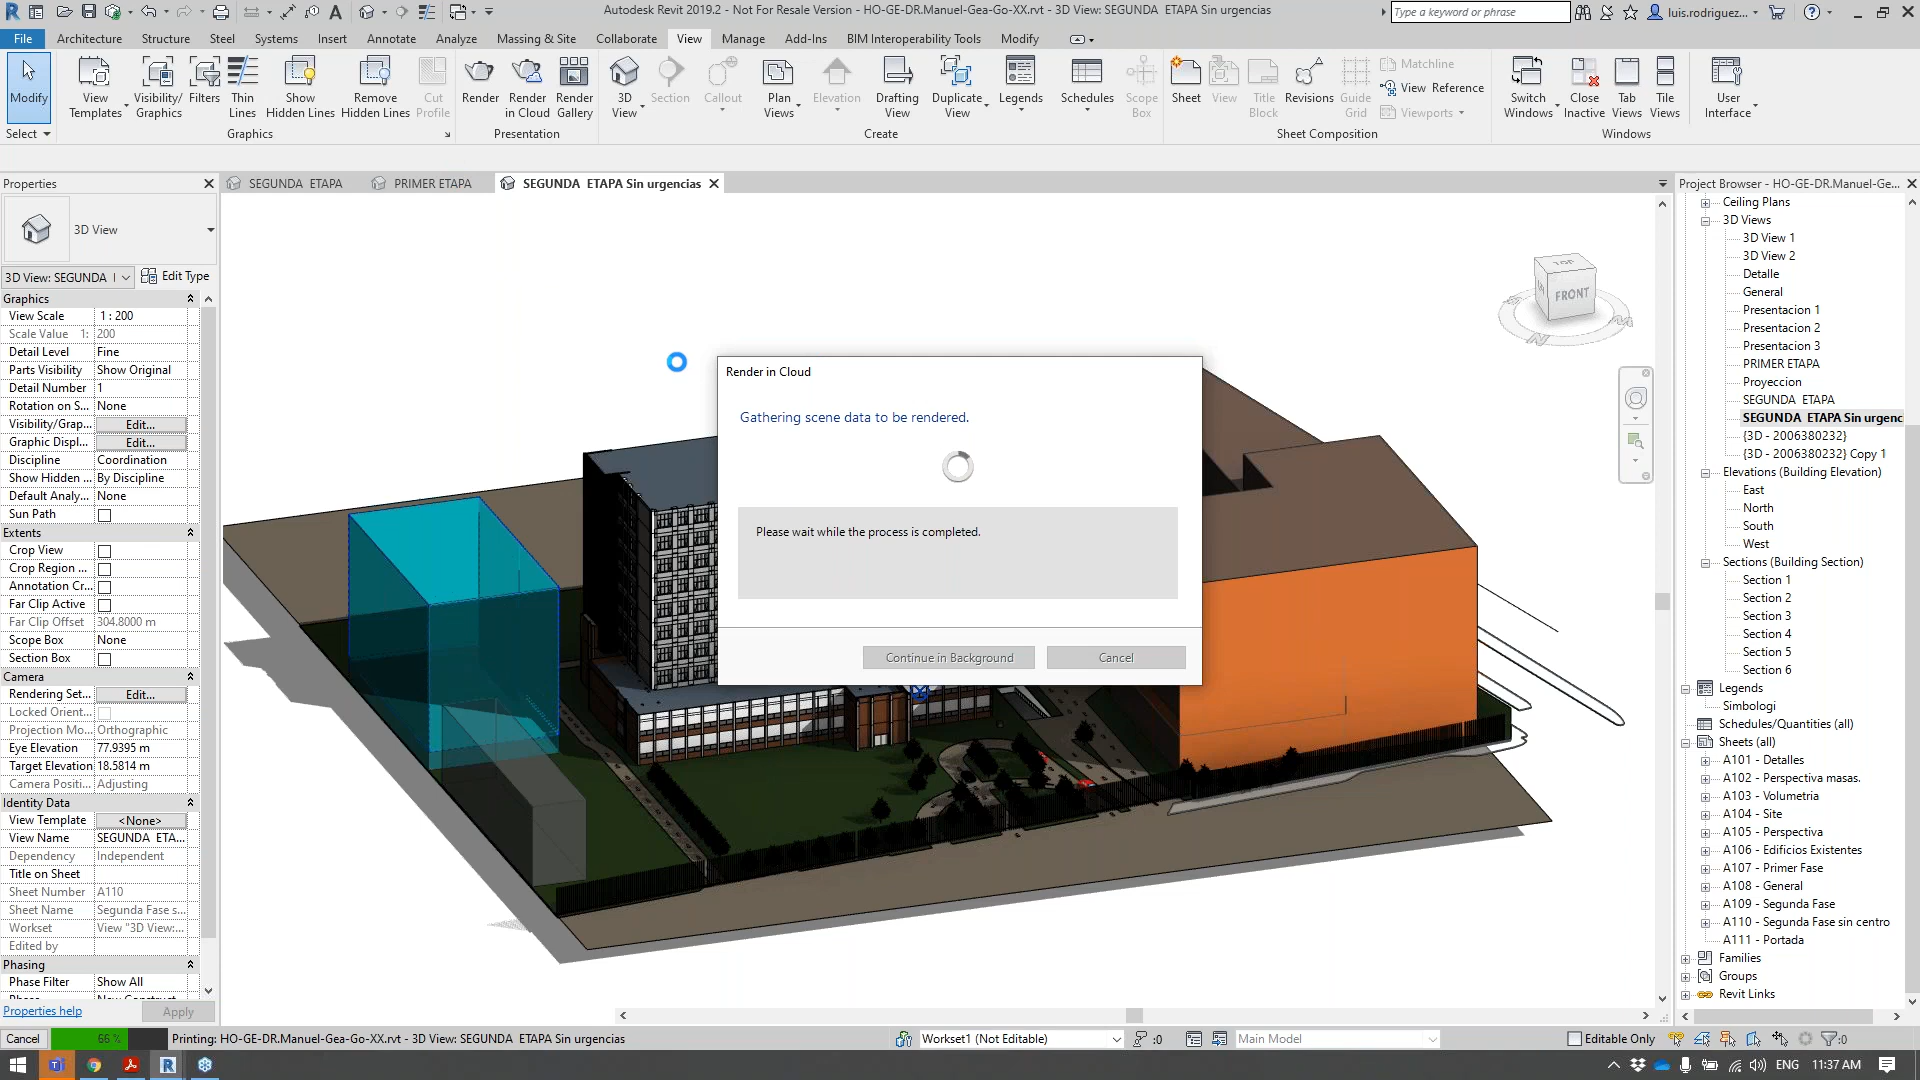 Autodesk Revit 2019.2 - Not For Resale Version - HO-GE-DR.Manuel-Gea-Go-XX.rvt - 3D View: SEGUNDA  ETAPA Sin urgencias
Type a keyword or phrase
luis.rodriguez...
File Architecture Structure Steel Systems Insert Annotate Analyze Massing & Site Collaborate View Manage Add-Ins BIM Interoperability Tools Modify
Modify
View Templates
Visibility/ Graphics
Filters
Thin Lines
Show Hidden Lines
Remove Hidden Lines
Cut Profile
Render
Render in Cloud
Render Gallery
3D View
Section
Callout
Plan Views
Elevation
Drafting View
Duplicate View
Legends
Schedules
Scope Box
Sheet
View
Title Block
Revisions
Guide Grid
Matchline
View Reference
Viewports
Switch Windows
Close Inactive
Tab Views
Tile Views
User Interface
Select Graphics Presentation Create Sheet Composition Windows
Properties
SEGUNDA  ETAPA
PRIMER ETAPA
SEGUNDA  ETAPA Sin urgencias
Project Browser - HO-GE-DR.Manuel-Ge...
3D View
3D View: SEGUNDA
Edit Type
Graphics
View Scale 1 : 200
Scale Value 1: 200
Detail Level Fine
Parts Visibility Show Original
Detail Number 1
Rotation on S... None
Visibility/Grap... Edit...
Graphic Displ... Edit...
Discipline Coordination
Show Hidden ... By Discipline
Default Analy... None
Sun Path
Extents
Crop View
Crop Region ...
Annotation Cr...
Far Clip Active
Far Clip Offset 304.8000 m
Scope Box None
Section Box
Camera
Rendering Set... Edit...
Locked Orient...
Projection Mo... Orthographic
Eye Elevation 77.9395 m
Target Elevation 18.5814 m
Camera Positi... Adjusting
Identity Data
View Template <None>
View Name SEGUNDA  ETA...
Dependency Independent
Title on Sheet
Sheet Number A110
Sheet Name Segunda Fase s...
Workset View "3D View:...
Edited by
Phasing
Phase Filter Show All
Properties help
Apply
TOP
FRONT
Render in Cloud
Gathering scene data to be rendered.
Please wait while the process is completed.
Continue in Background
Cancel
Ceiling Plans
3D Views
3D View 1
3D View 2
Detalle
General
Presentacion 1
Presentacion 2
Presentacion 3
PRIMER ETAPA
Proyeccion
SEGUNDA  ETAPA
SEGUNDA  ETAPA Sin urgenc
{3D - 2006380232}
{3D - 2006380232} Copy 1
Elevations (Building Elevation)
East
North
South
West
Sections (Building Section)
Section 1
Section 2
Section 3
Section 4
Section 5
Section 6
Legends
Simbologi
Schedules/Quantities (all)
Sheets (all)
A101 - Detalles
A102 - Perspectiva masas.
A103 - Volumetria
A104 - Site
A105 - Perspectiva
A106 - Edificios Existentes
A107 - Primer Fase
A108 - General
A109 - Segunda Fase
A110 - Segunda Fase sin centro
A111 - Portada
Families
Groups
Revit Links
Cancel
66 %
Printing: HO-GE-DR.Manuel-Gea-Go-XX.rvt - 3D View: SEGUNDA  ETAPA Sin urgencias
Workset1 (Not Editable)
:0
Main Model
Editable Only
:0
ENG
11:37 AM